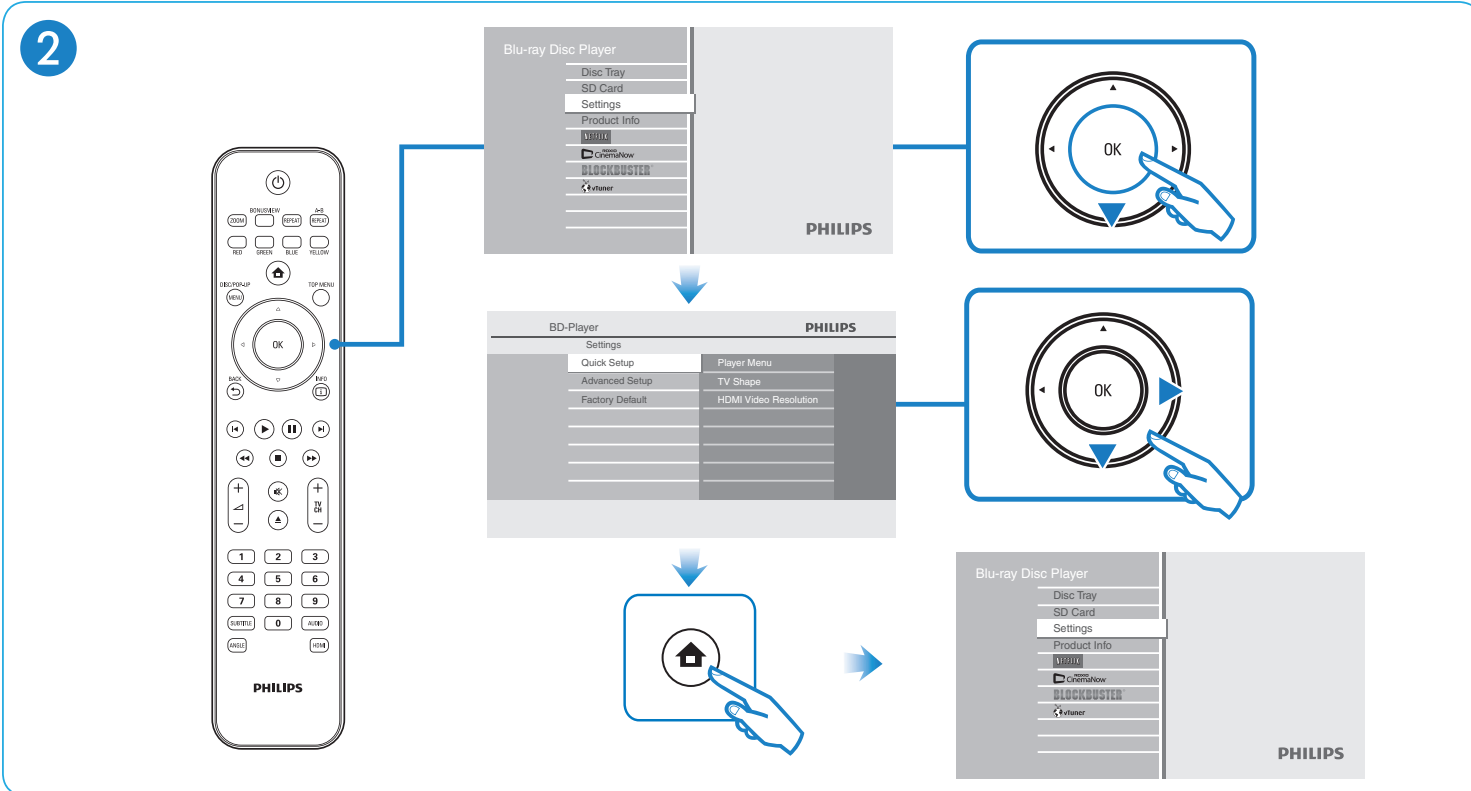 2
BONUSVIEW
A-B
ZOOM
REPEAT
REPEAT
RED
GREEN
BLUE
YELLOW
DISC/POP-UP
TOP MENU
MENU
OK
BACK
INFO
+
+
TV
CH
−
−
1
2
3
4
5
6
7
8
9
SUBTITLE
0
AUDIO
ANGLE
HDMI
PHILIPS
Blu-ray Disc Player
Disc Tray
SD Card
Settings
Product Info
NETFLIX
ROXIO
CinemaNow
BLOCKBUSTER
vTuner
PHILIPS
OK
BD-Player
PHILIPS
Settings
Quick Setup
Player Menu
Advanced Setup
TV Shape
Factory Default
HDMI Video Resolution
OK
Blu-ray Disc Player
Disc Tray
SD Card
Settings
Product Info
NETFLIX
ROXIO
CinemaNow
BLOCKBUSTER
vTuner
PHILIPS